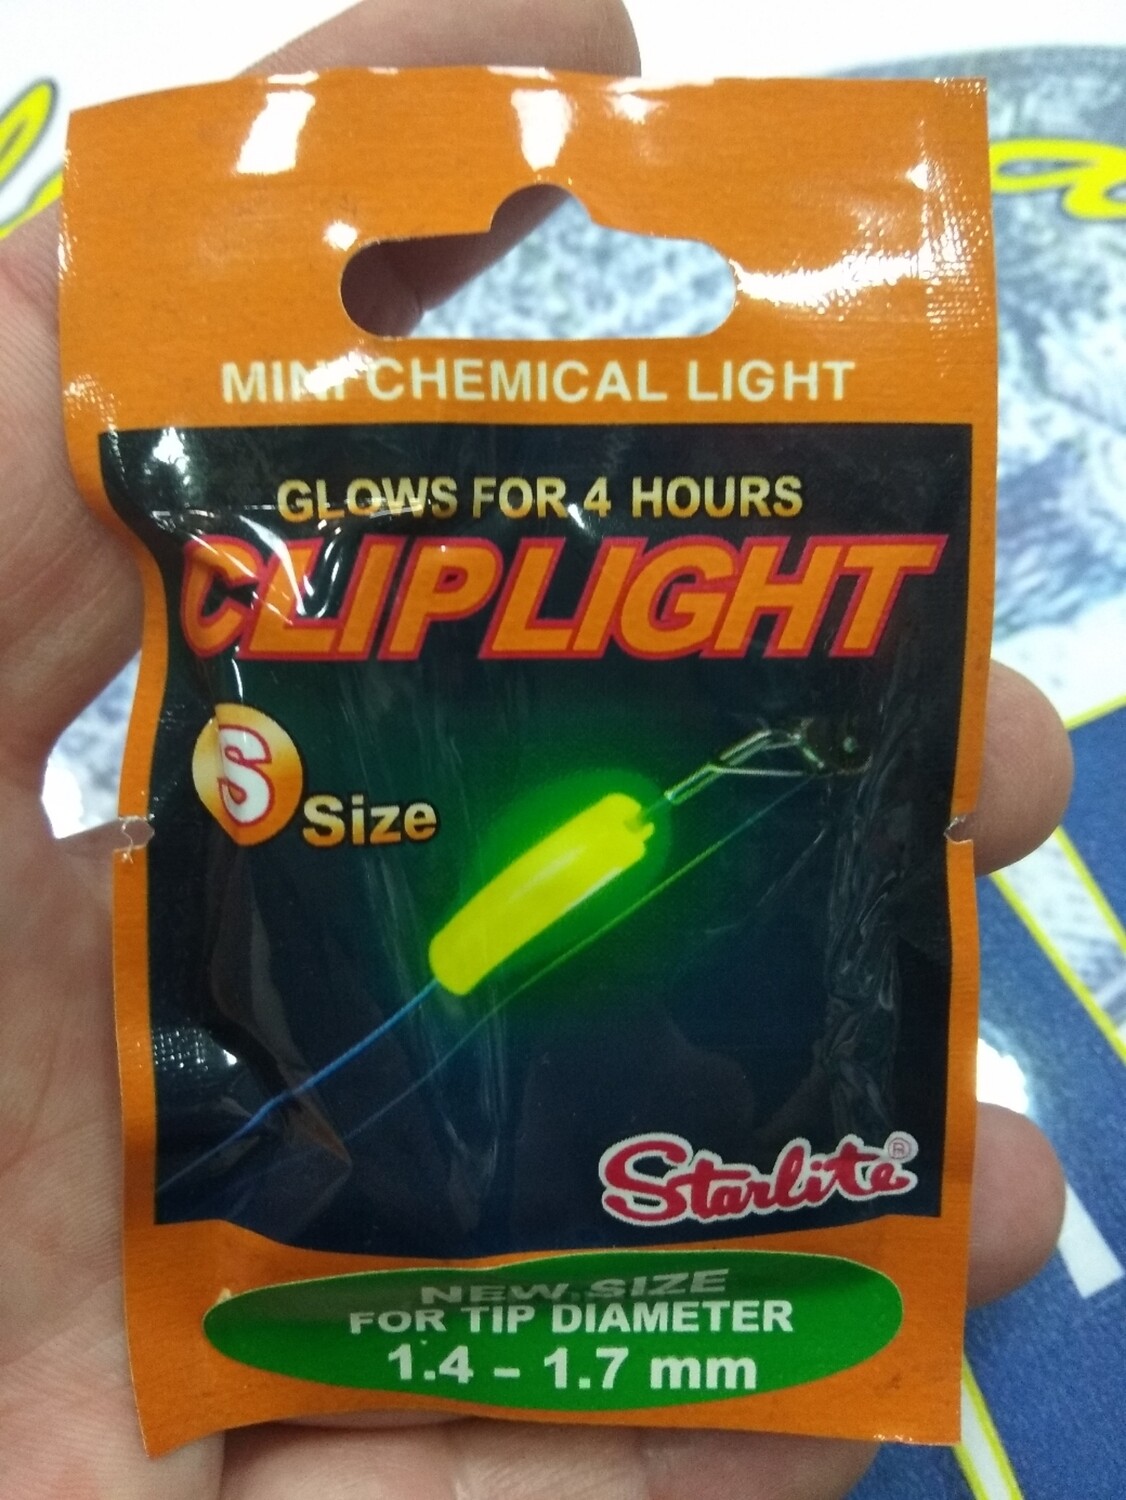 MINI CHEMICAL LIGHT
GLOWS FOR 4 HOURS
CLIPLIGHT
S Size
Starlite®
NEW SIZE
FOR TIP DIAMETER
1.4 – 1.7 mm